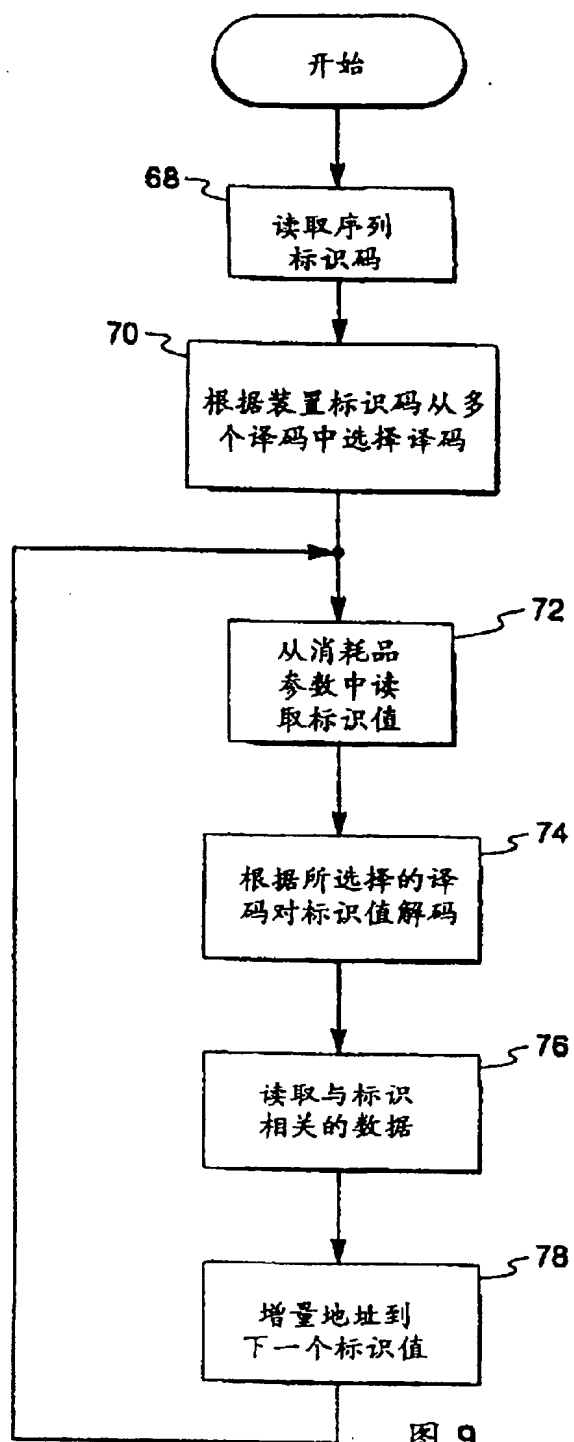 开始
68
读取序列
标识码
70
根据装置标识码从多
个译码中选择译码
72
从消耗品
参数中读
取标识值
74
根据所选择的译
码对标识值解码
76
读取与标识
相关的数据
78
增量地址到
下一个标识值
图 9